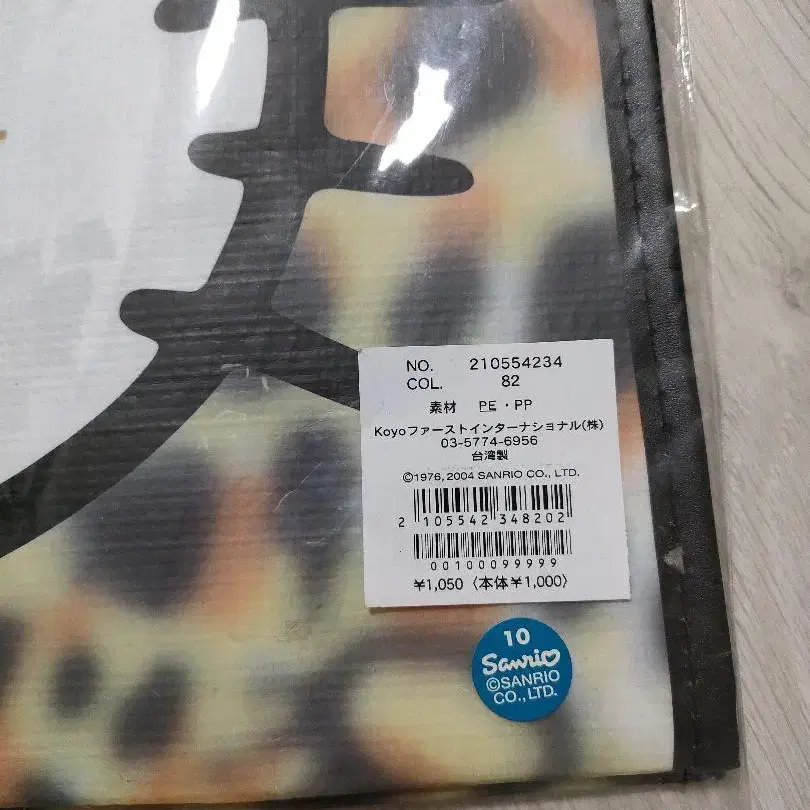 NO. 210554234
COL. 82
素材 PE・PP
Koyoファーストインターナショナル(株)
03-5774-6956
台湾製
©1976, 2004 SANRIO CO., LTD.
2 105542 348202
00100099999
¥1,050〈本体¥1,000〉
10
Sanrio
©SANRIO
CO., LTD.